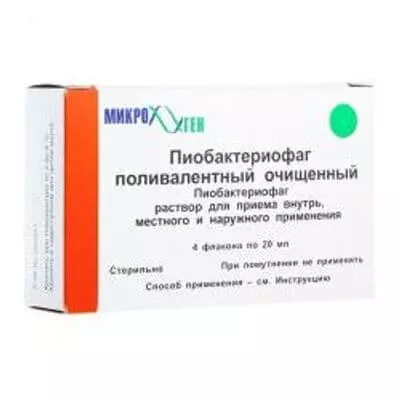 МИКРОГЕН
Пиобактериофаг
поливалентный очищенный
Пиобактериофаг
раствор для приема внутрь,
местного и наружного применения
4 флакона по 20 мл
Стерильно
При помутнении не применять
Способ применения – см. Инструкцию